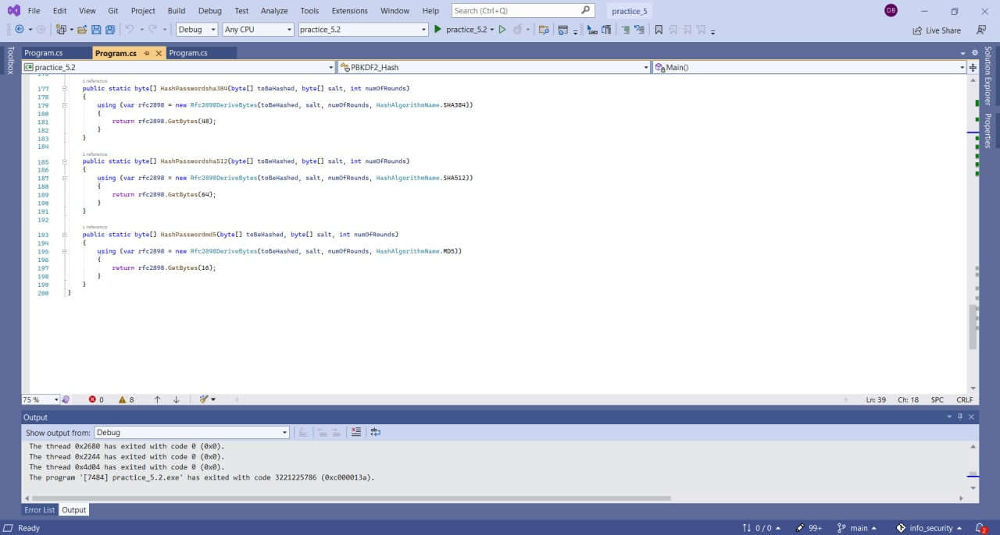 File Edit View Git Project Build Debug Test Analyze Tools Extensions Window Help Search (Ctrl+Q) practice_5 DB
Debug Any CPU practice_5.2 practice_5.2 Live Share
Toolbox
Program.cs Program.cs Program.cs
practice_5.2 PBKDF2_Hash Main()
1 reference
177 public static byte[] HashPasswordsha384(byte[] toBeHashed, byte[] salt, int numOfRounds)
178 {
179 using (var rfc2898 = new Rfc2898DeriveBytes(toBeHashed, salt, numOfRounds, HashAlgorithmName.SHA384))
180 {
181 return rfc2898.GetBytes(48);
182 }
183 }
184
1 reference
185 public static byte[] HashPasswordsha512(byte[] toBeHashed, byte[] salt, int numOfRounds)
186 {
187 using (var rfc2898 = new Rfc2898DeriveBytes(toBeHashed, salt, numOfRounds, HashAlgorithmName.SHA512))
188 {
189 return rfc2898.GetBytes(64);
190 }
191 }
192
1 reference
193 public static byte[] HashPasswordmd5(byte[] toBeHashed, byte[] salt, int numOfRounds)
194 {
195 using (var rfc2898 = new Rfc2898DeriveBytes(toBeHashed, salt, numOfRounds, HashAlgorithmName.MD5))
196 {
197 return rfc2898.GetBytes(16);
198 }
199 }
200 }
Solution Explorer
Properties
75 % 0 8 Ln: 39 Ch: 18 SPC CRLF
Output
Show output from: Debug
The thread 0x2680 has exited with code 0 (0x0).
The thread 0x2244 has exited with code 0 (0x0).
The thread 0x4d04 has exited with code 0 (0x0).
The program '[7484] practice_5.2.exe' has exited with code 3221225786 (0xc000013a).
Error List Output
Ready 0 / 0 99+ main info_security 2